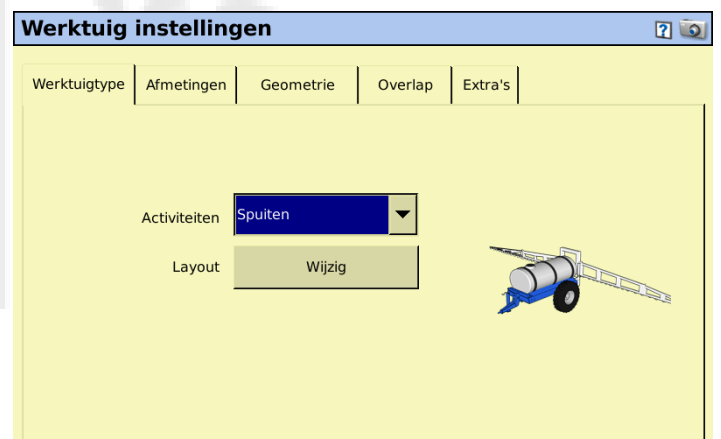 Werktuig instellingen
Werktuigtype Afmetingen Geometrie Overlap Extra's
Activiteiten Spuiten
Layout Wijzig